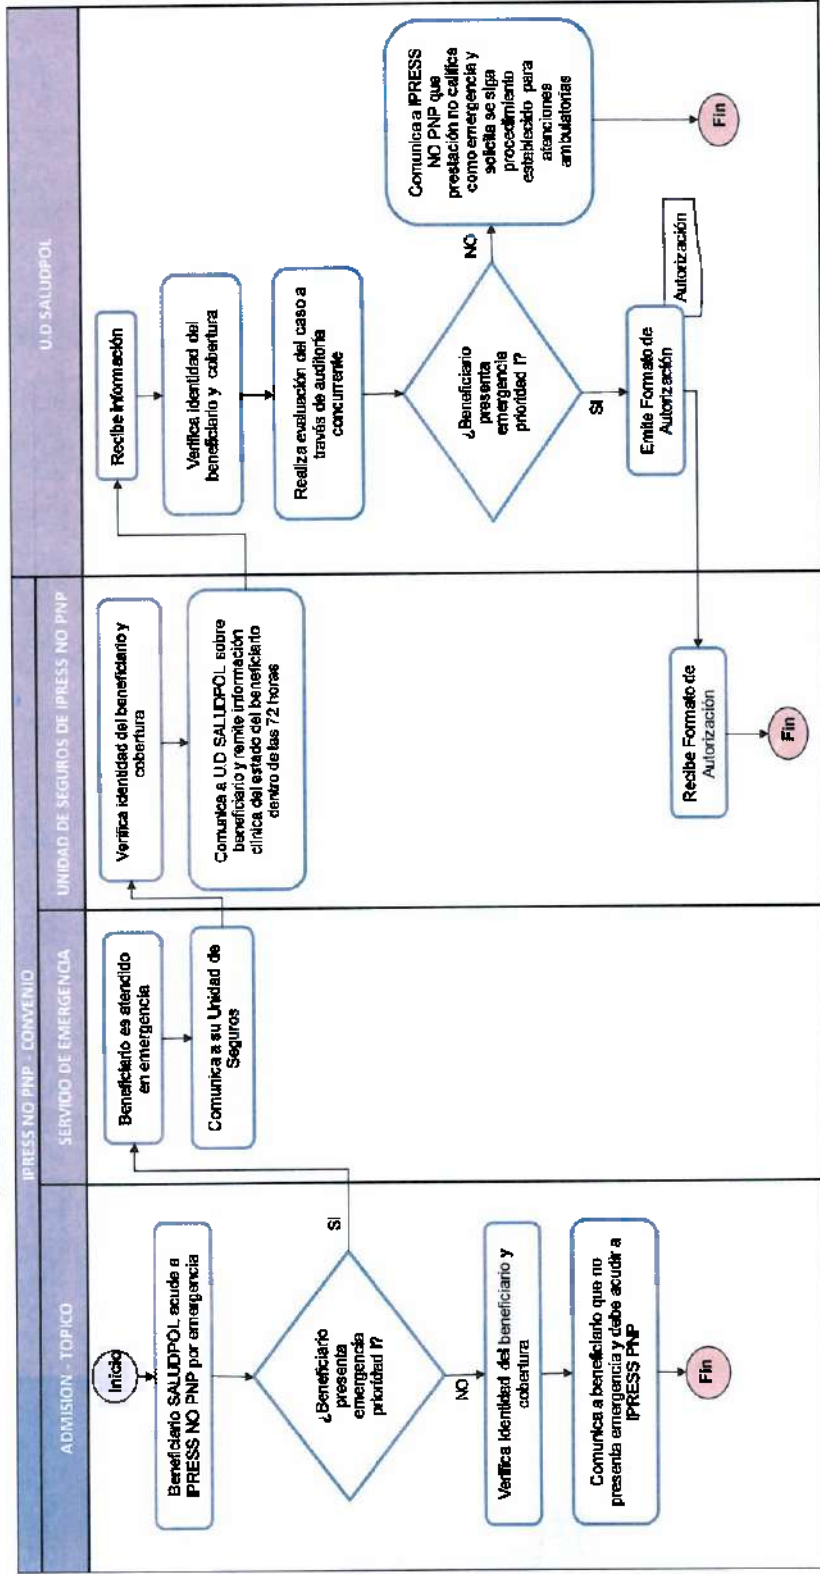 IPRESS NO PNP - CONVENIO
ADMISION - TOPICO
SERVICIO DE EMERGENCIA
UNIDAD DE SEGUROS DE IPRESS NO PNP
U.D SALUDPOL
Inicio
Beneficiario SALUDPOL acude a
IPRESS NO PNP por emergencia
¿Beneficiario
presenta
emergencia
prioridad I?
SI
NO
Verifica identidad del beneficiario y
cobertura
Comunica a beneficiario que no
presenta emergencia y debe acudir a
IPRESS PNP
Fin
Beneficiario es atendido
en emergencia
Comunica a su Unidad de
Seguros
Verifica identidad del beneficiario y
cobertura
Comunica a U.D SALUDPOL sobre
beneficiario y remite información
clínica del estado del beneficiario
dentro de las 72 horas
Recibe Formato de
Autorización
Fin
Recibe información
Verifica identidad del
beneficiario y cobertura
Realiza evaluación del caso a
través de auditoría
concurrente
¿Beneficiario
presenta
emergencia
prioridad I?
NO
SI
Comunica a IPRESS
NO PNP que
prestación no califica
como emergencia y
solicita se siga
procedimiento
establecido para
atenciones
ambulatorias
Fin
Emite Formato de
Autorización
Autorización